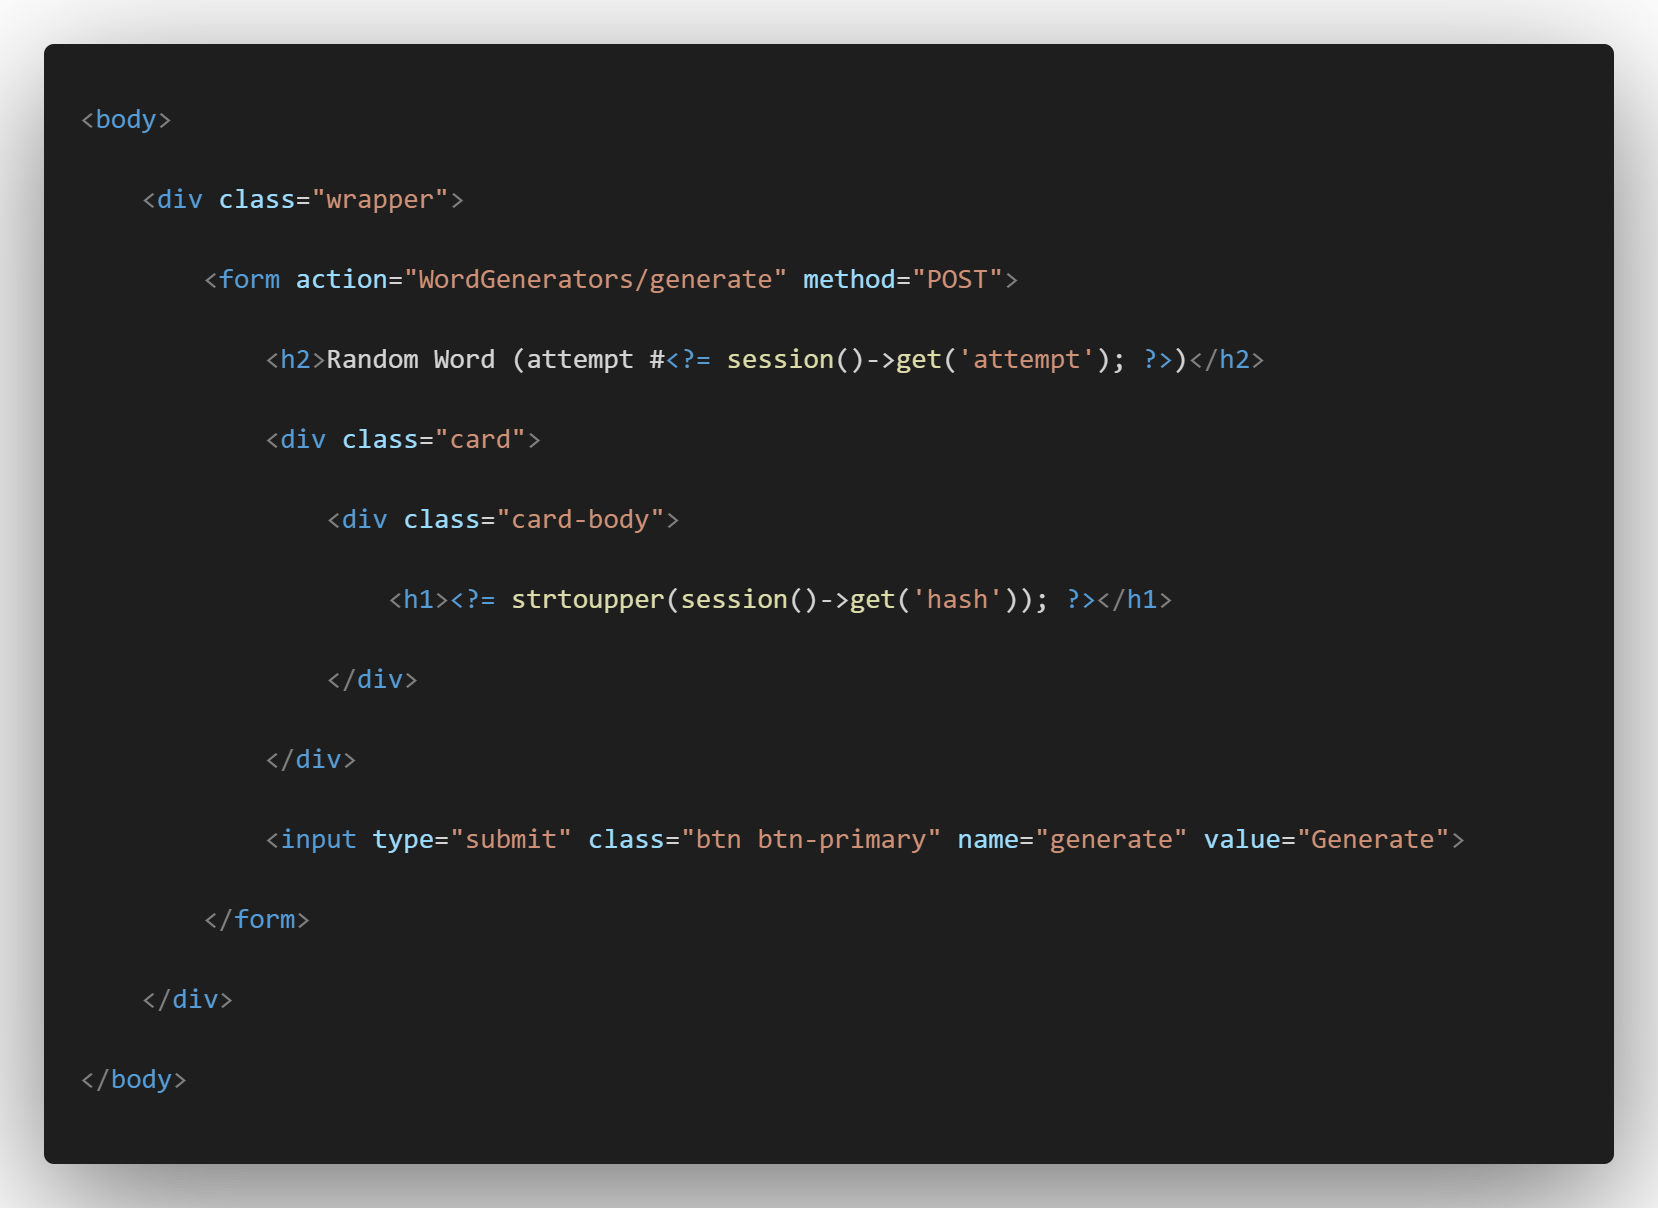 <body>
<div class="wrapper">
<form action="WordGenerators/generate" method="POST">
<h2>Random Word (attempt #<?= session()->get('attempt'); ?>)</h2>
<div class="card">
<div class="card-body">
<h1><?= strtoupper(session()->get('hash')); ?></h1>
</div>
</div>
<input type="submit" class="btn btn-primary" name="generate" value="Generate">
</form>
</div>
</body>